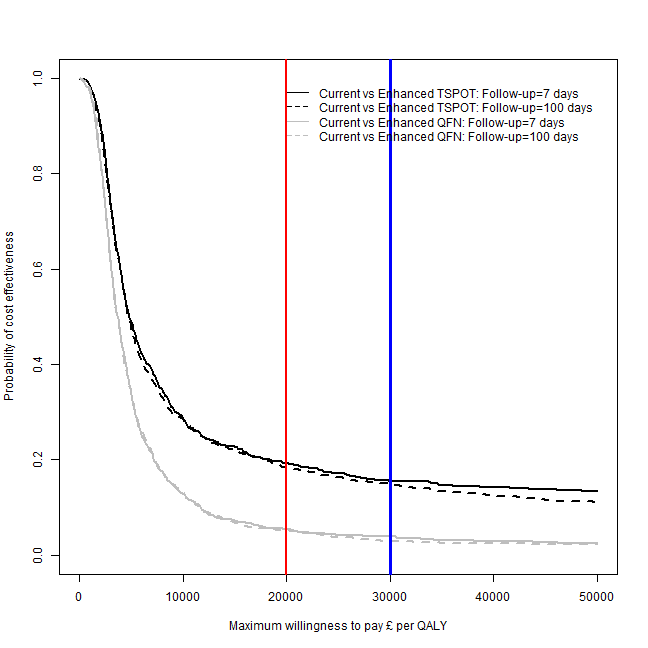 Current vs Enhanced TSPOT: Follow-up=7 days
Current vs Enhanced TSPOT: Follow-up=100 days
Current vs Enhanced QFN: Follow-up=7 days
Current vs Enhanced QFN: Follow-up=100 days
Probability of cost effectiveness
1.0
0.8
0.6
0.4
0.2
0.0
0 10000 20000 30000 40000 50000
Maximum willingness to pay £ per QALY